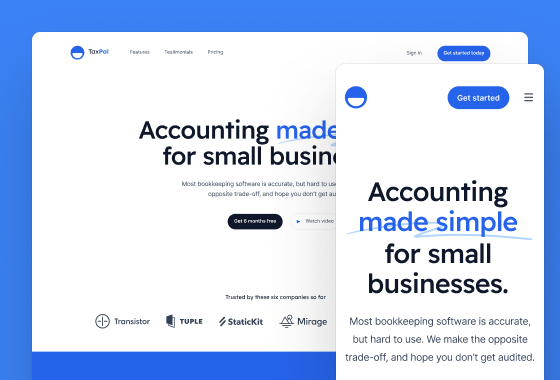 TaxPal Features Testimonials Pricing Sign in Get started today
Accounting made
for small busin
Most bookkeeping software is accurate, but hard to use
opposite trade-off, and hope you don't get au
Get 6 months free Watch video
Trusted by these six companies so far
Transistor TUPLE StaticKit Mirage
Get started
Accounting
made simple
for small
businesses.
Most bookkeeping software is accurate,
but hard to use. We make the opposite
trade-off, and hope you don't get audited.